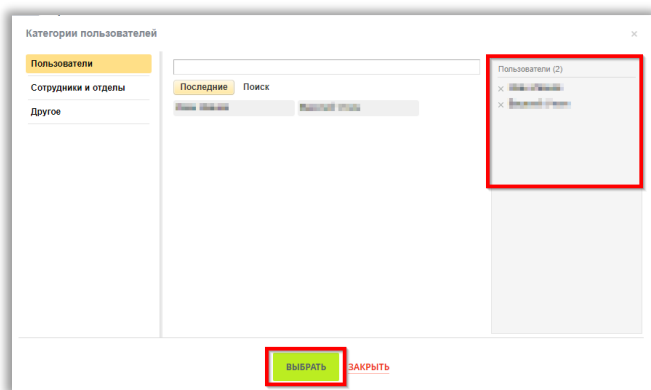 Категории пользователей ×
Пользователи
Сотрудники и отделы
Другое
Последние Поиск
Пользователи (2)
×
×
ВЫБРАТЬ ЗАКРЫТЬ